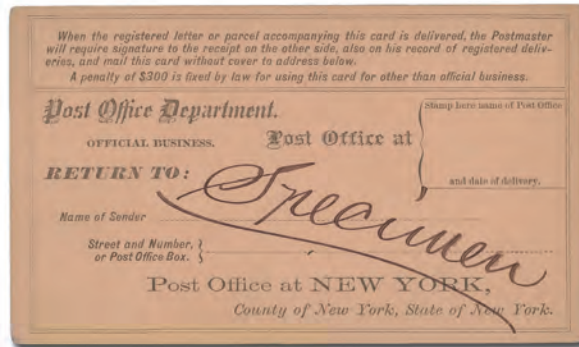 When the registered letter or parcel accompanying this card is delivered, the Postmaster
will require signature to the receipt on the other side, also on his record of registered deliv-
eries, and mail this card without cover to address below.
A penalty of $300 is fixed by law for using this card for other than official business.
Post Office Department.
OFFICIAL BUSINESS.
Post Office at
Stamp here name of Post Office
and date of delivery.
RETURN TO:
Specimen
Name of Sender
Street and Number,
or Post Office Box.
Post Office at NEW YORK,
County of New York, State of New York.